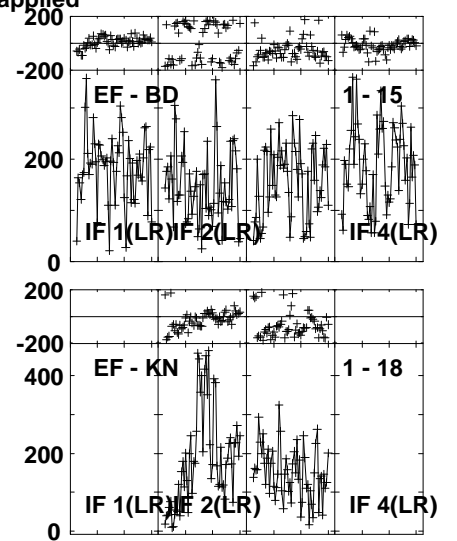 applied
200
-200
EF - BD 1 - 15
200
IF 1(LR) IF 2(LR) IF 4(LR)
0
200
-200
EF - KN 1 - 18
400
200
IF 1(LR) IF 2(LR) IF 4(LR)
0